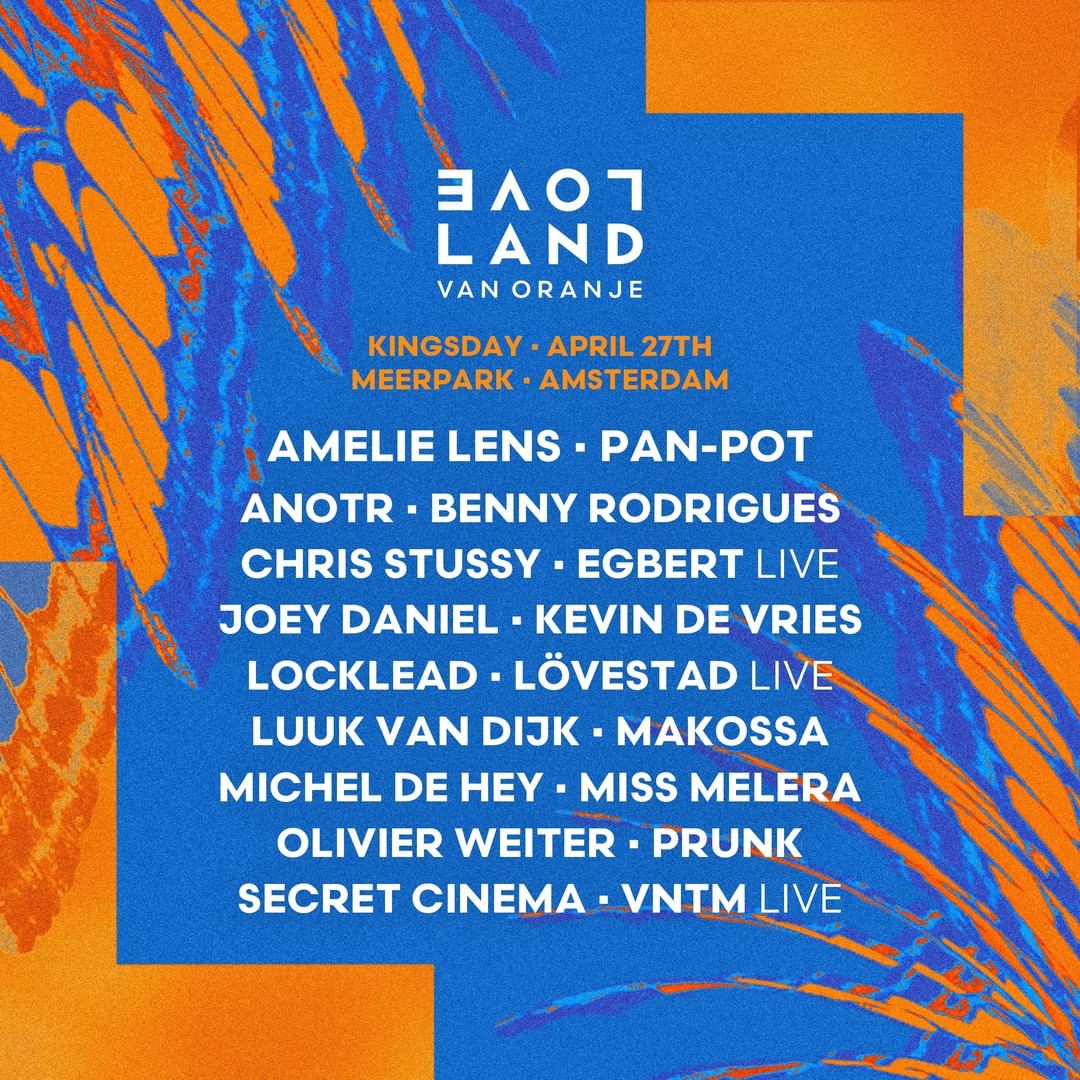 LOVE
LAND
VAN ORANJE
KINGSDAY · APRIL 27TH
MEERPARK · AMSTERDAM
AMELIE LENS · PAN-POT
ANOTR · BENNY RODRIGUES
CHRIS STUSSY · EGBERT LIVE
JOEY DANIEL · KEVIN DE VRIES
LOCKLEAD · LÖVESTAD LIVE
LUUK VAN DIJK · MAKOSSA
MICHEL DE HEY · MISS MELERA
OLIVIER WEITER · PRUNK
SECRET CINEMA · VNTM LIVE